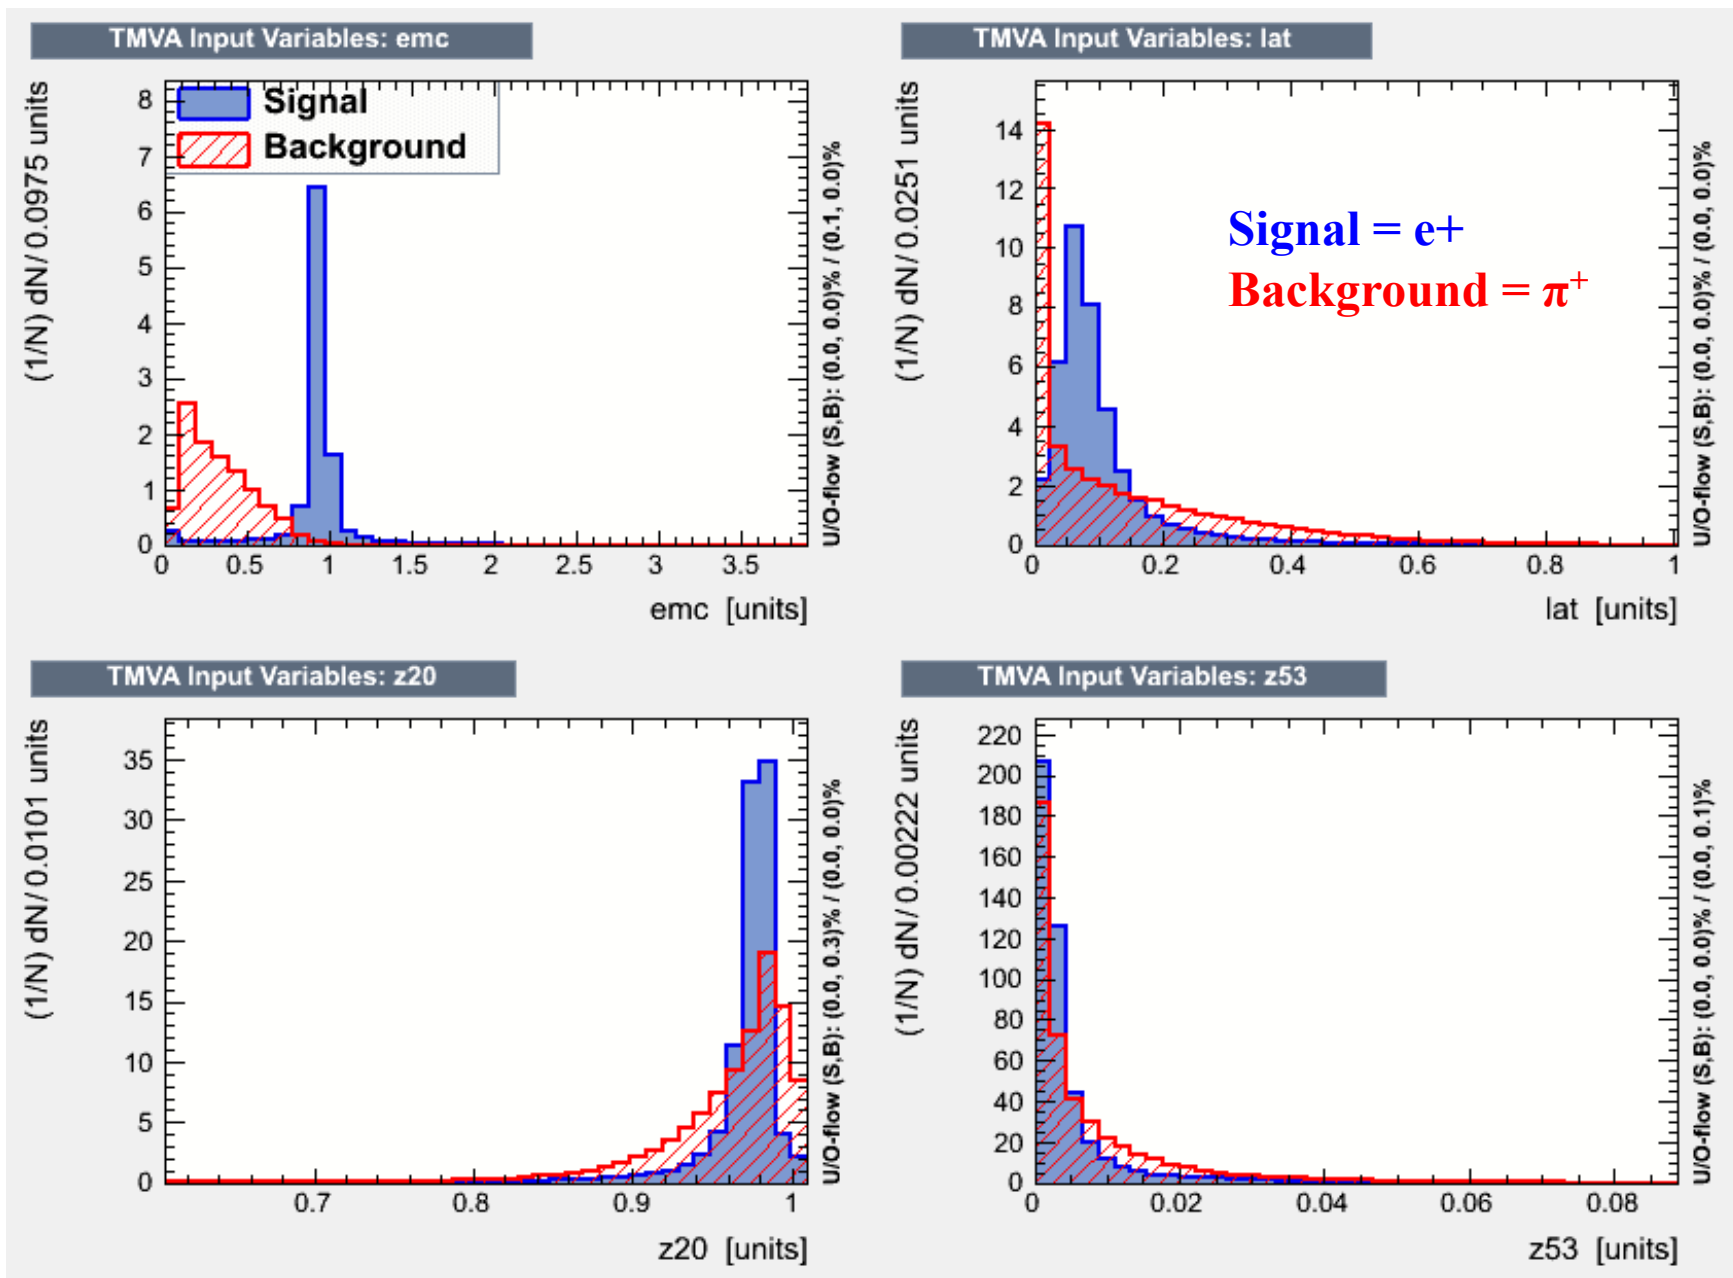 TMVA Input Variables: emc
(1/N) dN/ 0.0975 units
8
7
6
5
4
3
2
1
0
Signal
Background
0 0.5 1 1.5 2 2.5 3 3.5
emc [units]
U/O-flow (S,B): (0.0, 0.0)% / (0.1, 0.0)%
TMVA Input Variables: lat
(1/N) dN/ 0.0251 units
14
12
10
8
6
4
2
0
Signal = e+
Background = π⁺
0 0.2 0.4 0.6 0.8 1
lat [units]
U/O-flow (S,B): (0.0, 0.0)% / (0.0, 0.0)%
TMVA Input Variables: z20
(1/N) dN/ 0.0101 units
35
30
25
20
15
10
5
0
0.7 0.8 0.9 1
z20 [units]
U/O-flow (S,B): (0.0, 0.3)% / (0.0, 0.0)%
TMVA Input Variables: z53
(1/N) dN/ 0.00222 units
220
200
180
160
140
120
100
80
60
40
20
0
0 0.02 0.04 0.06 0.08
z53 [units]
U/O-flow (S,B): (0.0, 0.0)% / (0.0, 0.1)%